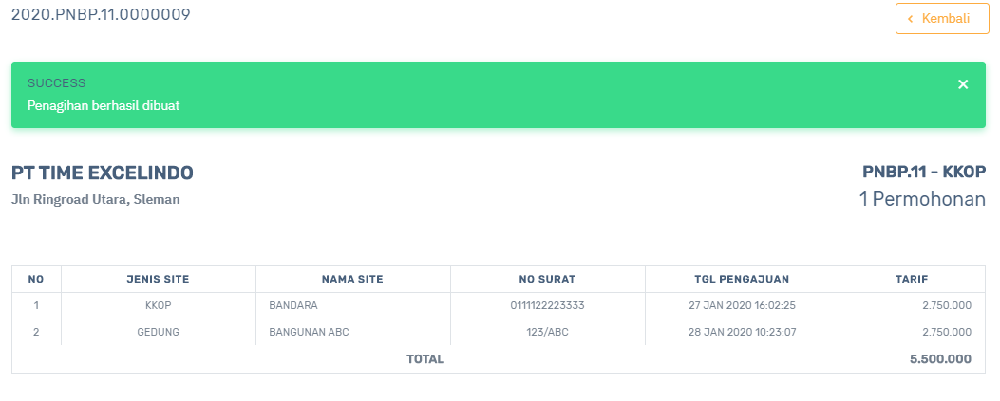 2020.PNBP.11.0000009
Kembali
SUCCESS
Penagihan berhasil dibuat
PT TIME EXCELINDO
PNBP.11 - KKOP
Jln Ringroad Utara, Sleman
1 Permohonan
NO JENIS SITE NAMA SITE NO SURAT TGL PENGAJUAN TARIF
1 KKOP BANDARA 0111122223333 27 JAN 2020 16:02:25 2.750.000
2 GEDUNG BANGUNAN ABC 123/ABC 28 JAN 2020 10:23:07 2.750.000
TOTAL 5.500.000